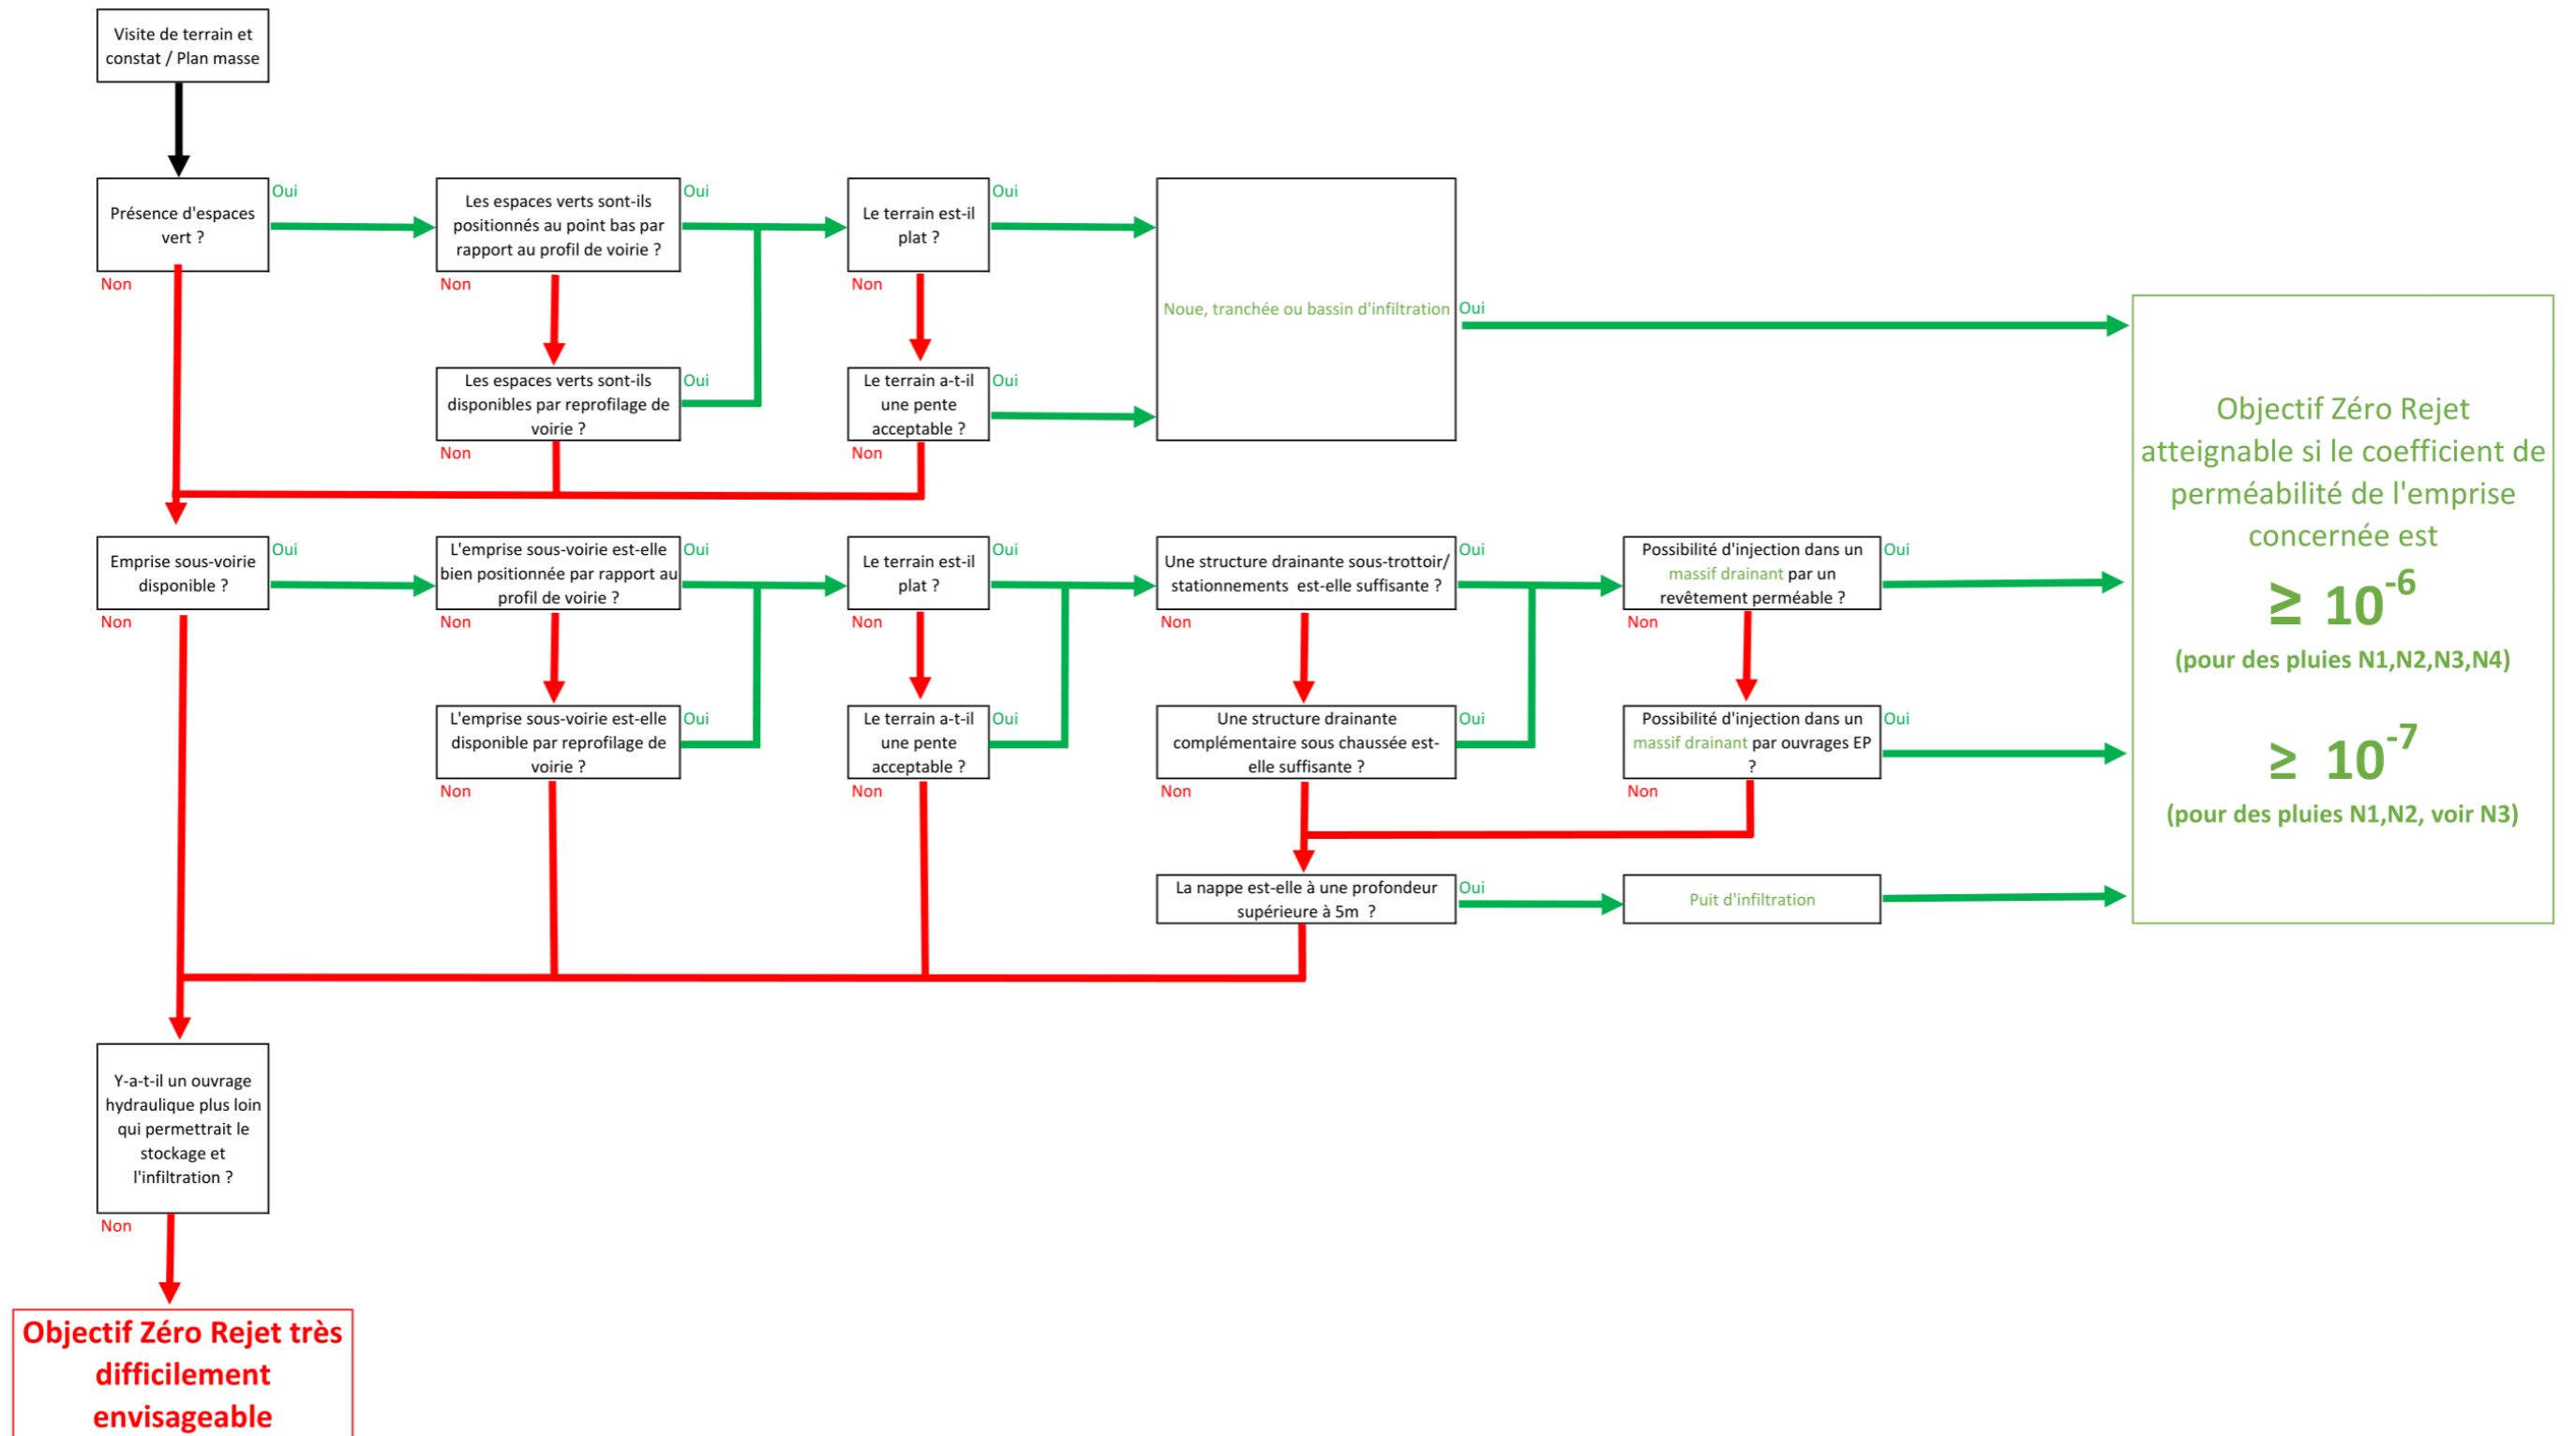 Visite de terrain et
constat / Plan masse
Présence d'espaces
vert ?
Oui
Non
Les espaces verts sont-ils
positionnés au point bas par
rapport au profil de voirie ?
Oui
Non
Le terrain est-il
plat ?
Oui
Non
Noue, tranchée ou bassin d'infiltration
Oui
Les espaces verts sont-ils
disponibles par reprofilage de
voirie ?
Oui
Non
Le terrain a-t-il
une pente
acceptable ?
Oui
Non
Emprise sous-voirie
disponible ?
Oui
Non
L'emprise sous-voirie est-elle
bien positionnée par rapport au
profil de voirie ?
Oui
Non
Le terrain est-il
plat ?
Oui
Non
Une structure drainante sous-trottoir/
stationnements est-elle suffisante ?
Oui
Non
Possibilité d'injection dans un
massif drainant par un
revêtement perméable ?
Oui
Non
L'emprise sous-voirie est-elle
disponible par reprofilage de
voirie ?
Oui
Non
Le terrain a-t-il
une pente
acceptable ?
Oui
Non
Une structure drainante
complémentaire sous chaussée est-
elle suffisante ?
Oui
Non
Possibilité d'injection dans un
massif drainant par ouvrages EP
?
Oui
Non
La nappe est-elle à une profondeur
supérieure à 5m ?
Oui
Puit d'infiltration
Objectif Zéro Rejet
atteignable si le coefficient de
perméabilité de l'emprise
concernée est
≥ 10⁻⁶
(pour des pluies N1,N2,N3,N4)
≥ 10⁻⁷
(pour des pluies N1,N2, voir N3)
Y-a-t-il un ouvrage
hydraulique plus loin
qui permettrait le
stockage et
l'infiltration ?
Non
Objectif Zéro Rejet très
difficilement
envisageable